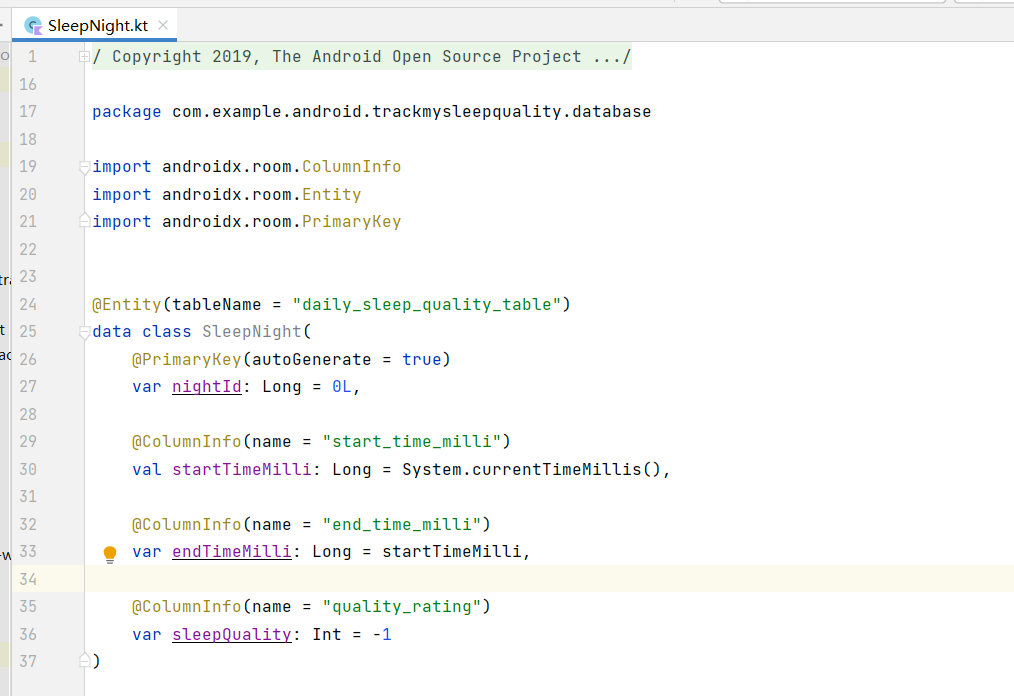 SleepNight.kt
1 / Copyright 2019, The Android Open Source Project .../
16
17 package com.example.android.trackmysleepquality.database
18
19 import androidx.room.ColumnInfo
20 import androidx.room.Entity
21 import androidx.room.PrimaryKey
22
23
24 @Entity(tableName = "daily_sleep_quality_table")
25 data class SleepNight(
26 @PrimaryKey(autoGenerate = true)
27 var nightId: Long = 0L,
28
29 @ColumnInfo(name = "start_time_milli")
30 val startTimeMilli: Long = System.currentTimeMillis(),
31
32 @ColumnInfo(name = "end_time_milli")
33 var endTimeMilli: Long = startTimeMilli,
34
35 @ColumnInfo(name = "quality_rating")
36 var sleepQuality: Int = -1
37 )